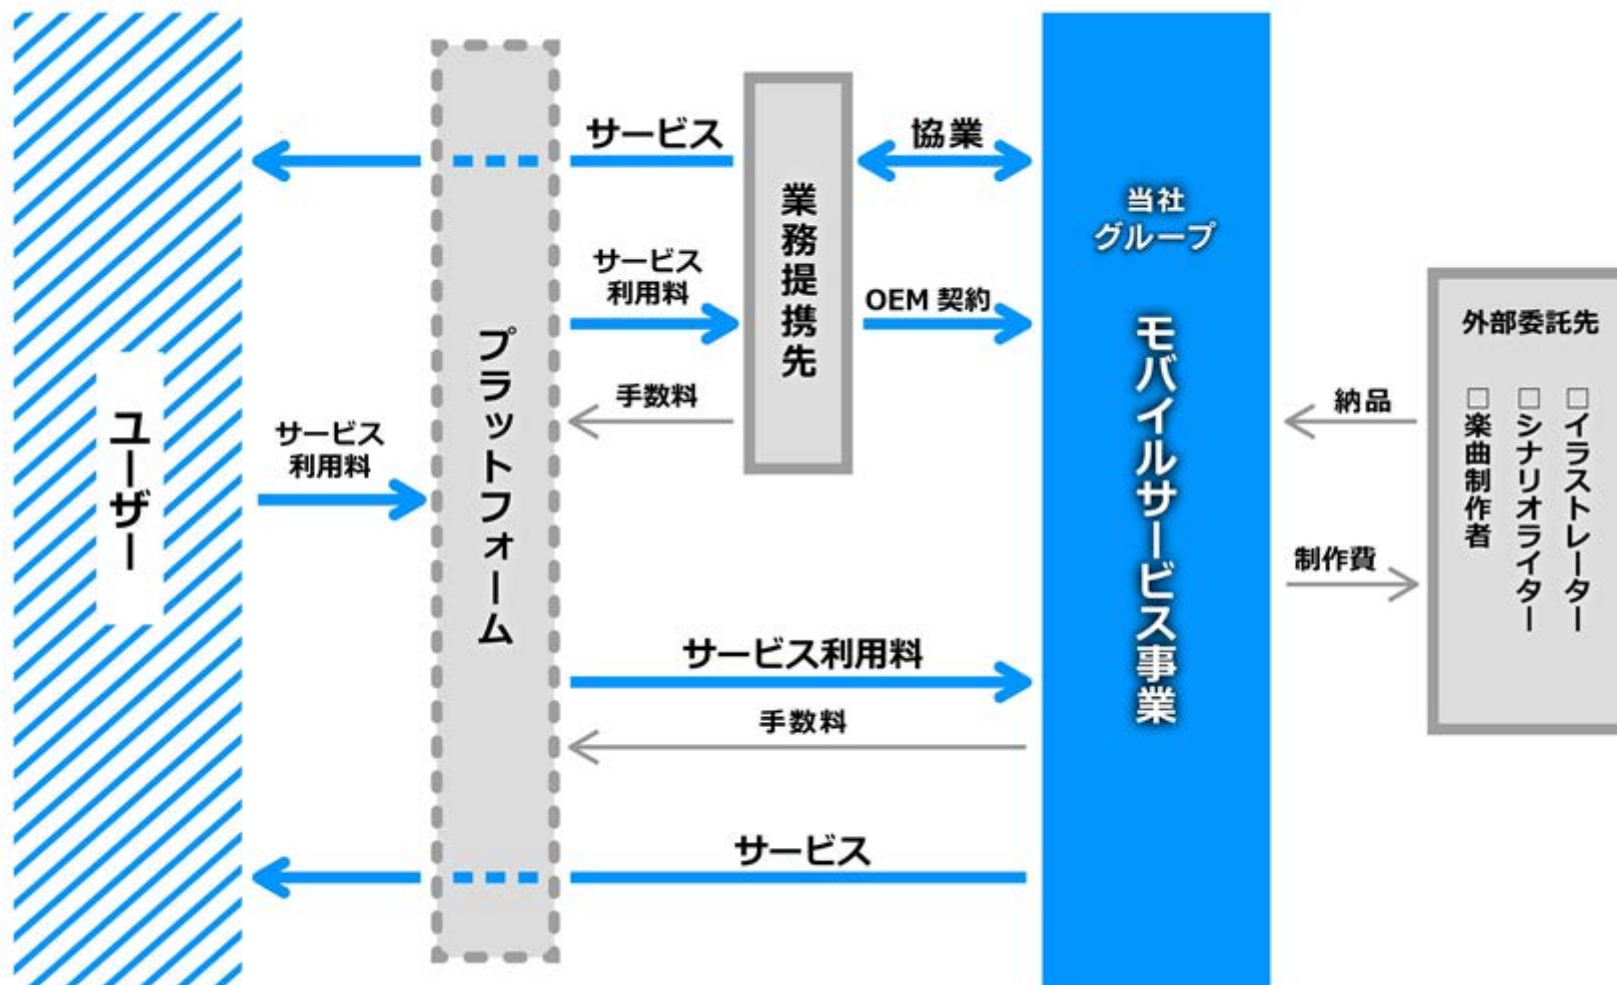 ユーザー
サービス
利用料
プラットフォーム
サービス
サービス
利用料
手数料
業務提携先
協業
OEM 契約
サービス利用料
手数料
サービス
当社
グループ
モバイルサービス事業
納品
制作費
外部委託先
□イラストレーター
□シナリオライター
□楽曲制作者